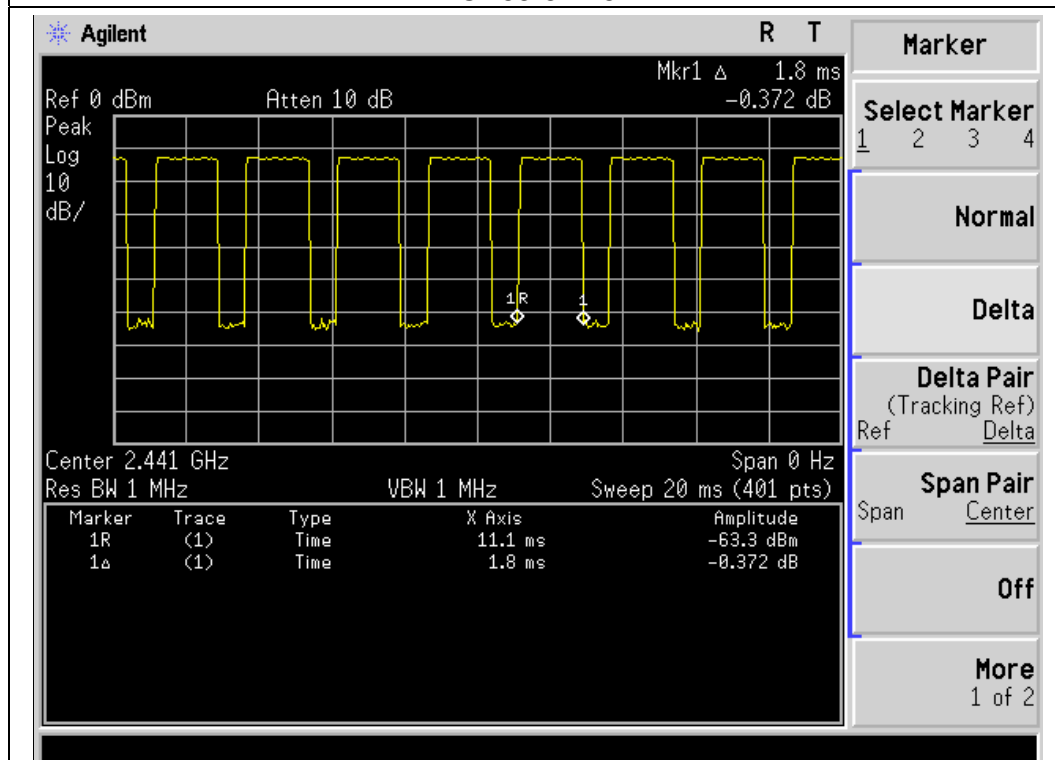 Agilent R T
Mkr1 Δ 1.8 ms
Ref 0 dBm Atten 10 dB -0.372 dB
Peak
Log
10
dB/
1R 1
Center 2.441 GHz Span 0 Hz
Res BW 1 MHz VBW 1 MHz Sweep 20 ms (401 pts)
Marker Trace Type X Axis Amplitude
1R (1) Time 11.1 ms -63.3 dBm
1Δ (1) Time 1.8 ms -0.372 dB
Marker
Select Marker
1 2 3 4
Normal
Delta
Delta Pair
(Tracking Ref)
Ref Delta
Span Pair
Span Center
Off
More
1 of 2